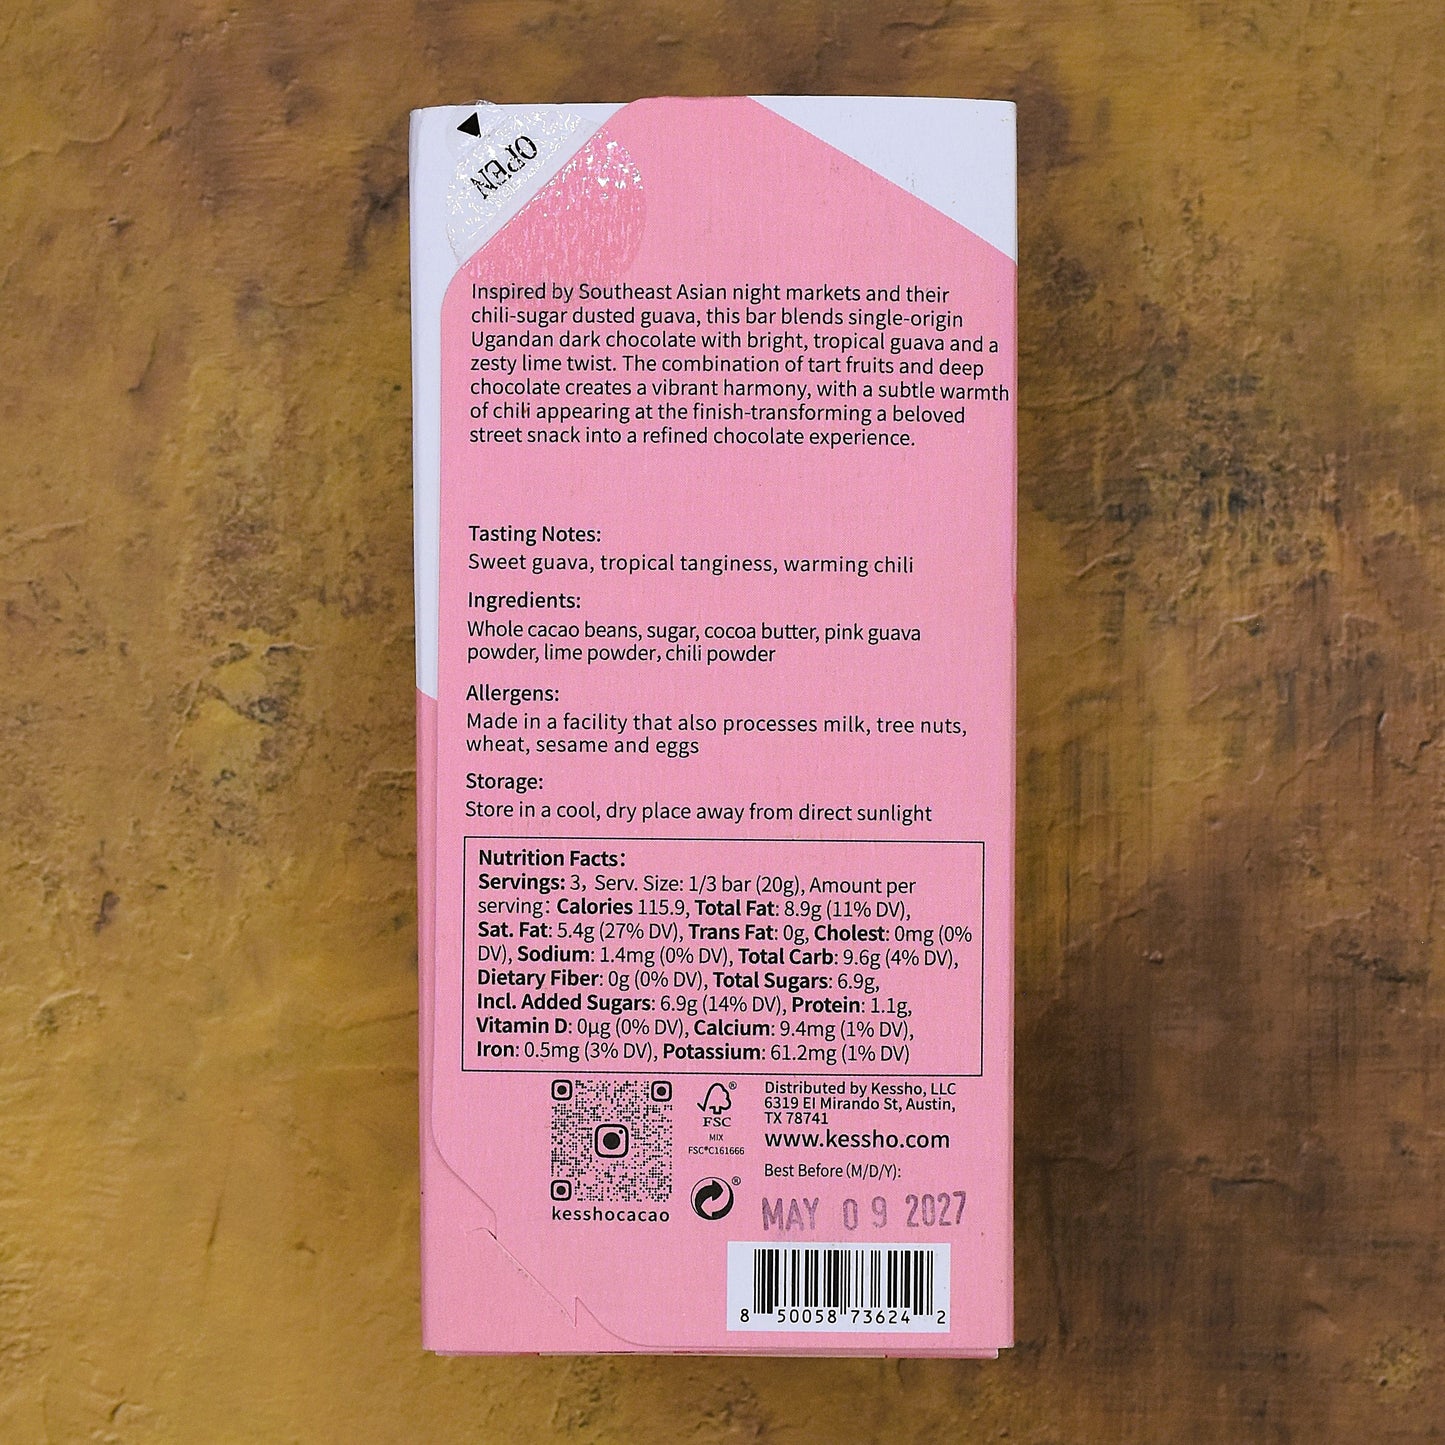 OPEN
Inspired by Southeast Asian night markets and their
chili-sugar dusted guava, this bar blends single-origin
Ugandan dark chocolate with bright, tropical guava and a
zesty lime twist. The combination of tart fruits and deep
chocolate creates a vibrant harmony, with a subtle warmth
of chili appearing at the finish-transforming a beloved
street snack into a refined chocolate experience.
Tasting Notes:
Sweet guava, tropical tanginess, warming chili
Ingredients:
Whole cacao beans, sugar, cocoa butter, pink guava
powder, lime powder, chili powder
Allergens:
Made in a facility that also processes milk, tree nuts,
wheat, sesame and eggs
Storage:
Store in a cool, dry place away from direct sunlight
Nutrition Facts:
Servings: 3, Serv. Size: 1/3 bar (20g), Amount per
serving: Calories 115.9, Total Fat: 8.9g (11% DV),
Sat. Fat: 5.4g (27% DV), Trans Fat: 0g, Cholest: 0mg (0%
DV), Sodium: 1.4mg (0% DV), Total Carb: 9.6g (4% DV),
Dietary Fiber: 0g (0% DV), Total Sugars: 6.9g,
Incl. Added Sugars: 6.9g (14% DV), Protein: 1.1g,
Vitamin D: 0µg (0% DV), Calcium: 9.4mg (1% DV),
Iron: 0.5mg (3% DV), Potassium: 61.2mg (1% DV)
kesshocacao
®
FSC
MIX
FSC®C161666
®
Distributed by Kessho, LLC
6319 El Mirando St, Austin,
TX 78741
www.kessho.com
Best Before (M/D/Y):
MAY 09 2027
8 50058 73624 2